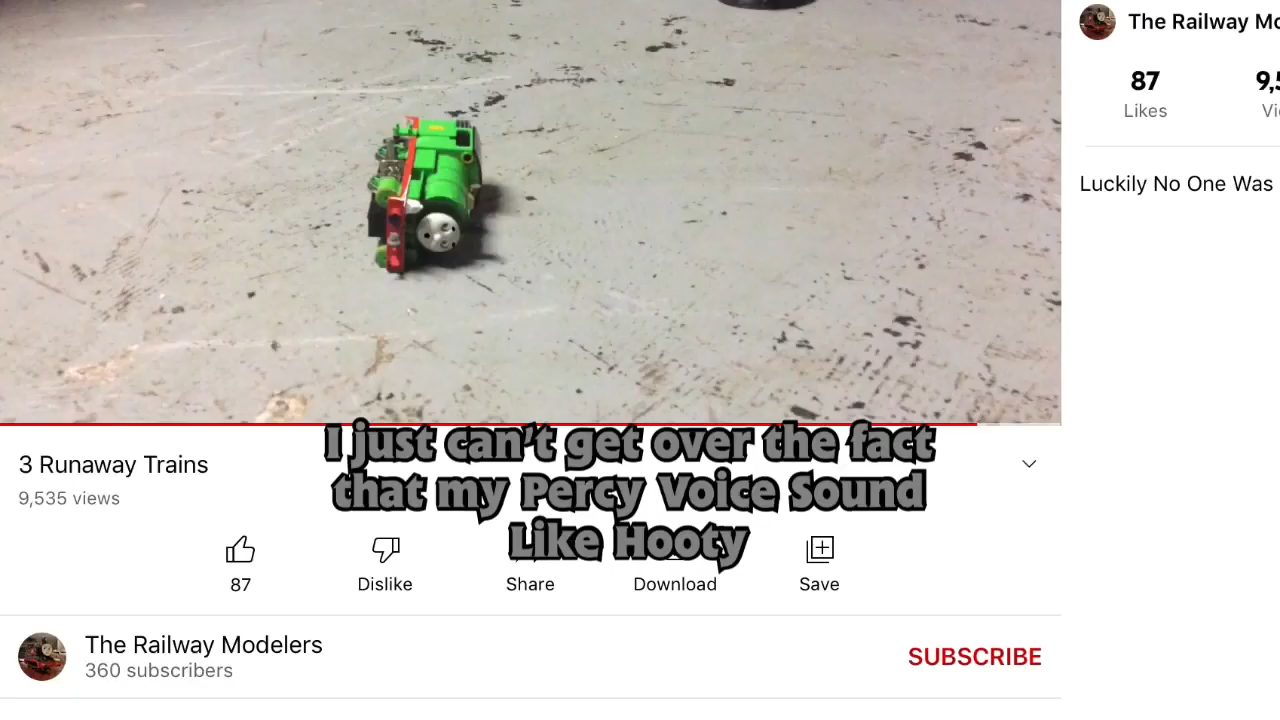 The Railway Mo
87
9,5
Likes
Vi
Luckily No One Was
I just can't get over the fact
that my Percy Voice Sound
Like Hooty
3 Runaway Trains
9,535 views
87
Dislike
Share
Download
Save
The Railway Modelers
360 subscribers
SUBSCRIBE